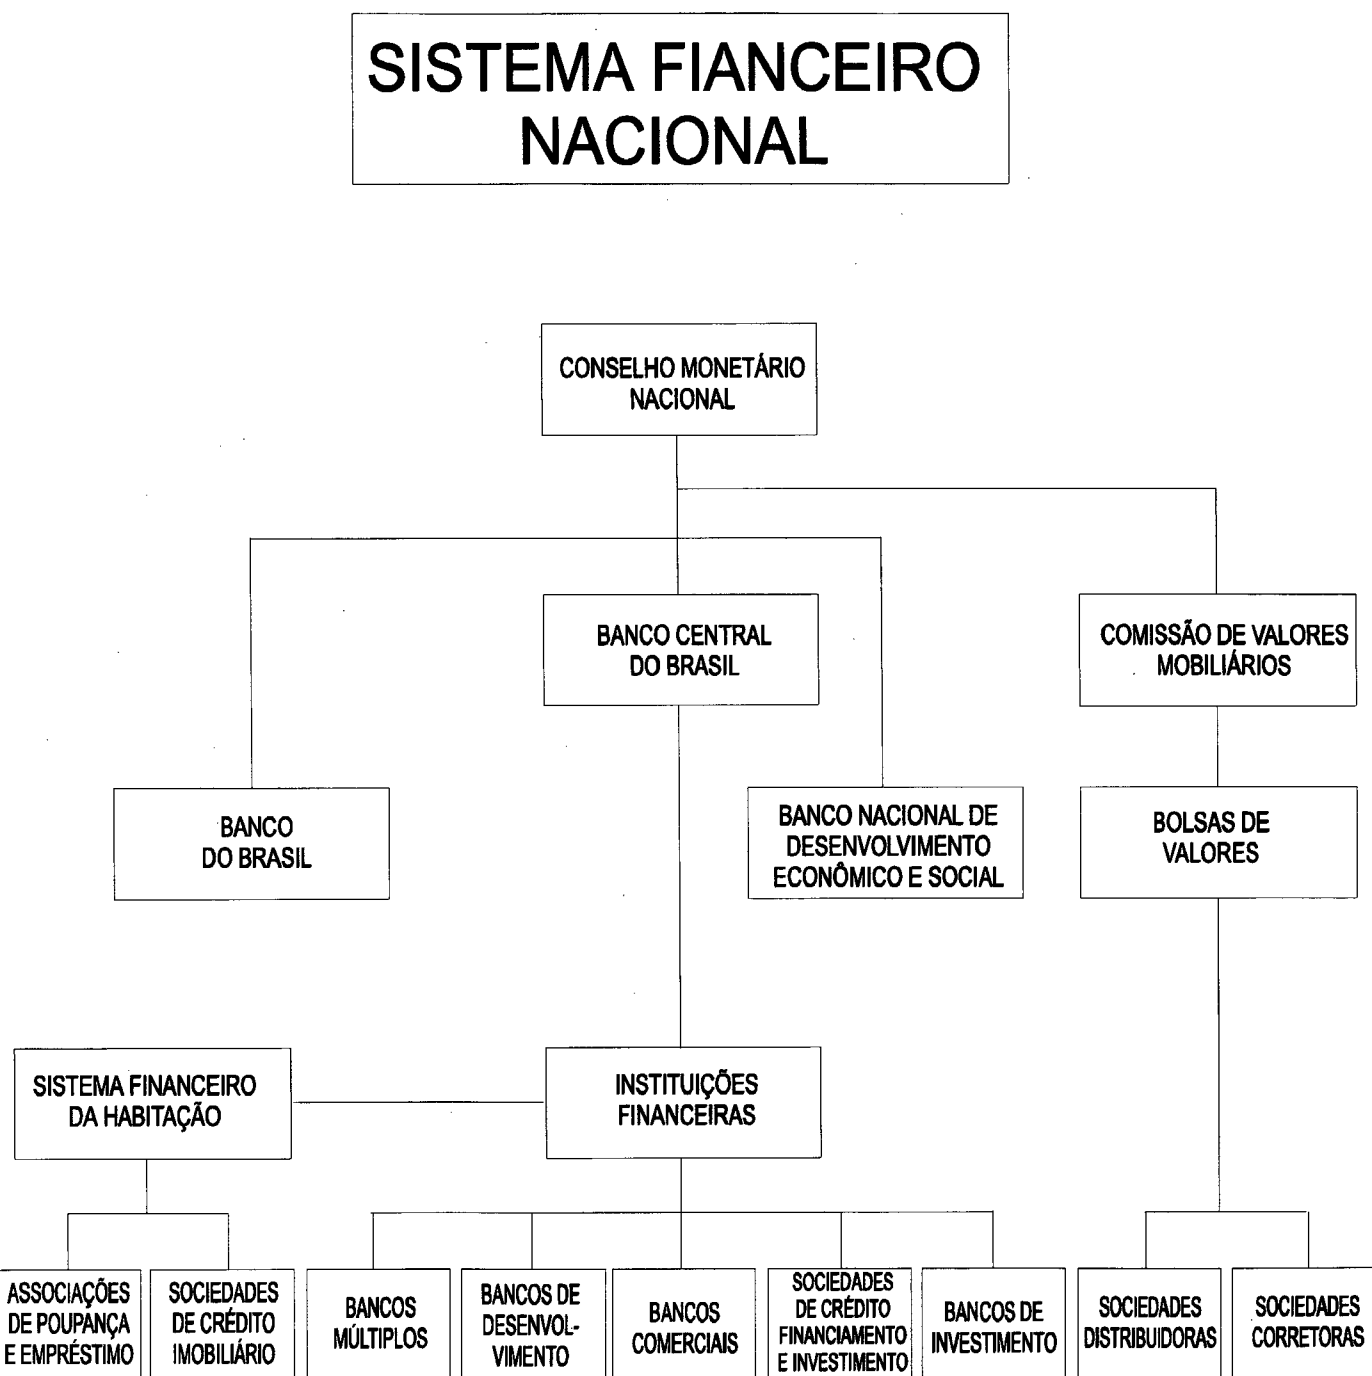 SISTEMA FIANCEIRO
NACIONAL
CONSELHO MONETÁRIO
NACIONAL
BANCO CENTRAL
DO BRASIL
COMISSÃO DE VALORES
MOBILIÁRIOS
BANCO
DO BRASIL
BANCO NACIONAL DE
DESENVOLVIMENTO
ECONÔMICO E SOCIAL
BOLSAS DE
VALORES
SISTEMA FINANCEIRO
DA HABITAÇÃO
INSTITUIÇÕES
FINANCEIRAS
ASSOCIAÇÕES
DE POUPANÇA
E EMPRÉSTIMO
SOCIEDADES
DE CRÉDITO
IMOBILIÁRIO
BANCOS
MÚLTIPLOS
BANCOS DE
DESENVOL-
VIMENTO
BANCOS
COMERCIAIS
SOCIEDADES
DE CRÉDITO
FINANCIAMENTO
E INVESTIMENTO
BANCOS DE
INVESTIMENTO
SOCIEDADES
DISTRIBUIDORAS
SOCIEDADES
CORRETORAS